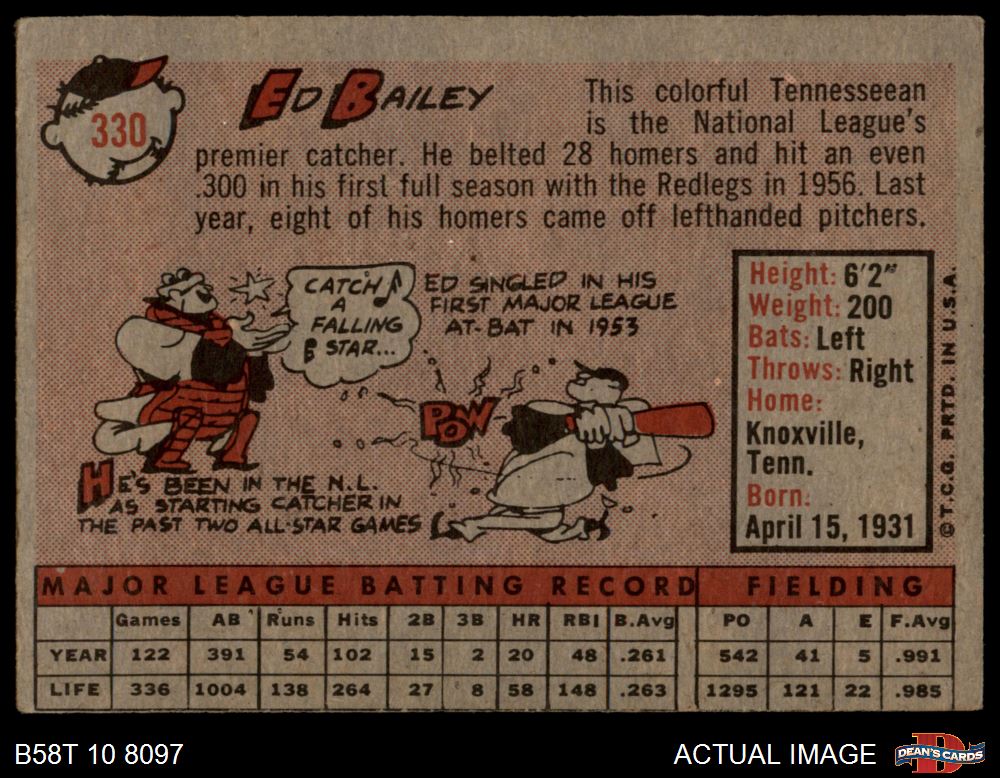 330
ED BAILEY
This colorful Tennesseean
is the National League's
premier catcher. He belted 28 homers and hit an even
.300 in his first full season with the Redlegs in 1956. Last
year, eight of his homers came off lefthanded pitchers.
CATCH
A
FALLING
STAR...
ED SINGLED IN HIS
FIRST MAJOR LEAGUE
AT-BAT IN 1953
POW
HE'S BEEN IN THE N.L.
AS STARTING CATCHER IN
THE PAST TWO ALL-STAR GAMES
Height: 6'2"
Weight: 200
Bats: Left
Throws: Right
Home:
Knoxville,
Tenn.
Born:
April 15, 1931
© T.C.G. PRTD. IN U.S.A.
MAJOR LEAGUE BATTING RECORD FIELDING
Games AB Runs Hits 2B 3B HR RBI B.Avg PO A E F.Avg
YEAR 122 391 54 102 15 2 20 48 .261 542 41 5 .991
LIFE 336 1004 138 264 27 8 58 148 .263 1295 121 22 .985
B58T 10 8097
ACTUAL IMAGE
DEAN'S CARDS